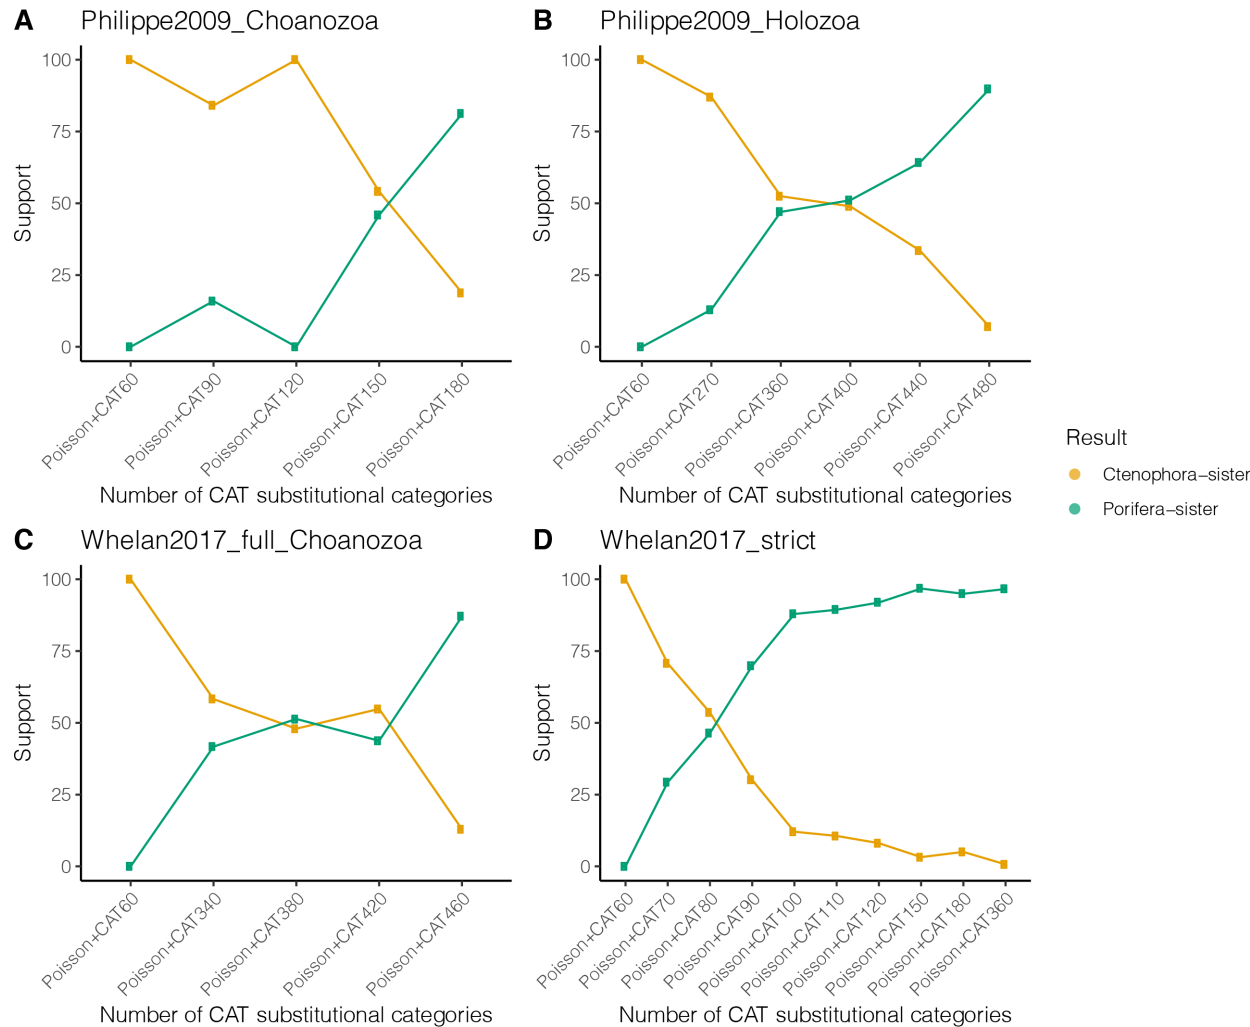 A Philippe2009_Choanozoa
100
75
50
25
0
Support
Poisson+CAT60
Poisson+CAT90
Poisson+CAT120
Poisson+CAT150
Poisson+CAT180
Number of CAT substitutional categories
B Philippe2009_Holozoa
100
75
50
25
0
Support
Poisson+CAT60
Poisson+CAT270
Poisson+CAT360
Poisson+CAT400
Poisson+CAT440
Poisson+CAT480
Number of CAT substitutional categories
Result
Ctenophora−sister
Porifera−sister
C Whelan2017_full_Choanozoa
100
75
50
25
0
Support
Poisson+CAT60
Poisson+CAT340
Poisson+CAT380
Poisson+CAT420
Poisson+CAT460
Number of CAT substitutional categories
D Whelan2017_strict
100
75
50
25
0
Support
Poisson+CAT60
Poisson+CAT70
Poisson+CAT80
Poisson+CAT90
Poisson+CAT100
Poisson+CAT110
Poisson+CAT120
Poisson+CAT150
Poisson+CAT180
Poisson+CAT360
Number of CAT substitutional categories